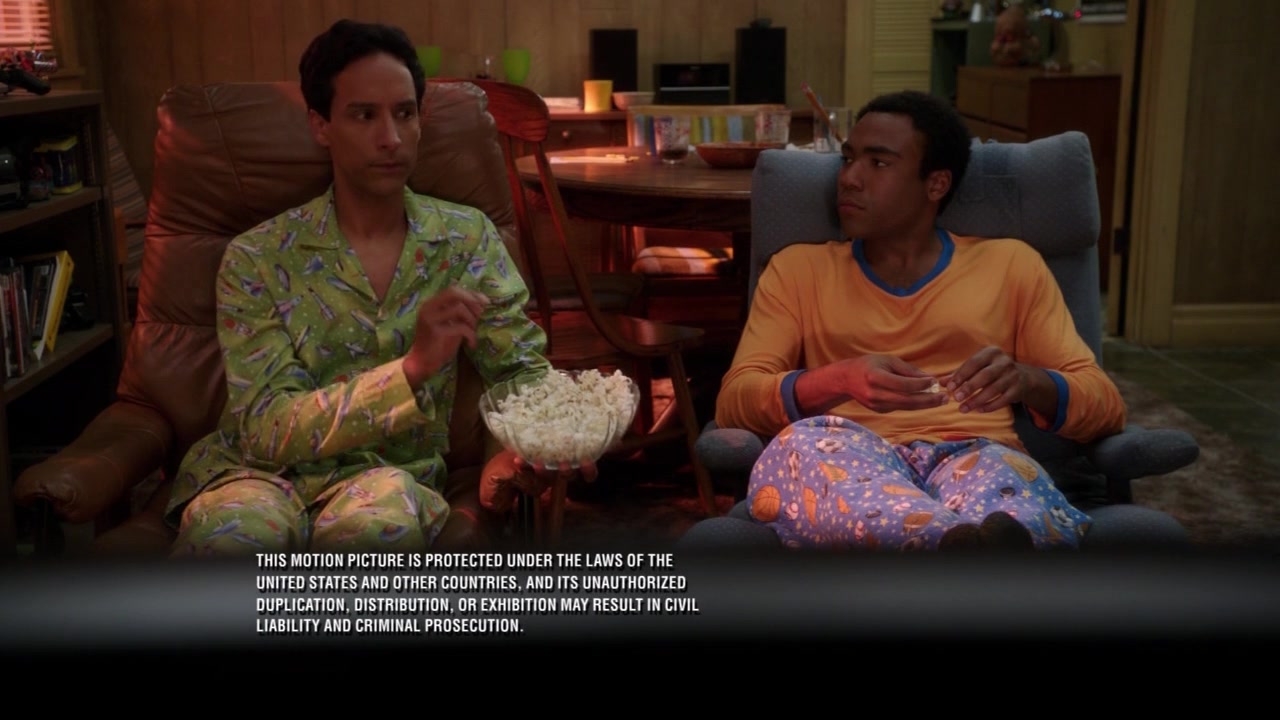 THIS MOTION PICTURE IS PROTECTED UNDER THE LAWS OF THE
UNITED STATES AND OTHER COUNTRIES, AND ITS UNAUTHORIZED
DUPLICATION, DISTRIBUTION, OR EXHIBITION MAY RESULT IN CIVIL
LIABILITY AND CRIMINAL PROSECUTION.